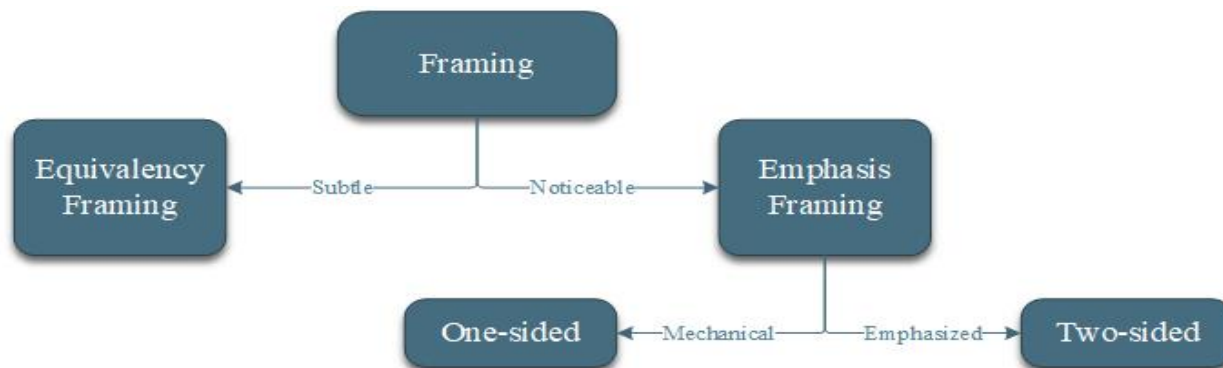 Framing
Equivalency
Framing
Subtle
Noticeable
Emphasis
Framing
One-sided
Mechanical
Emphasized
Two-sided